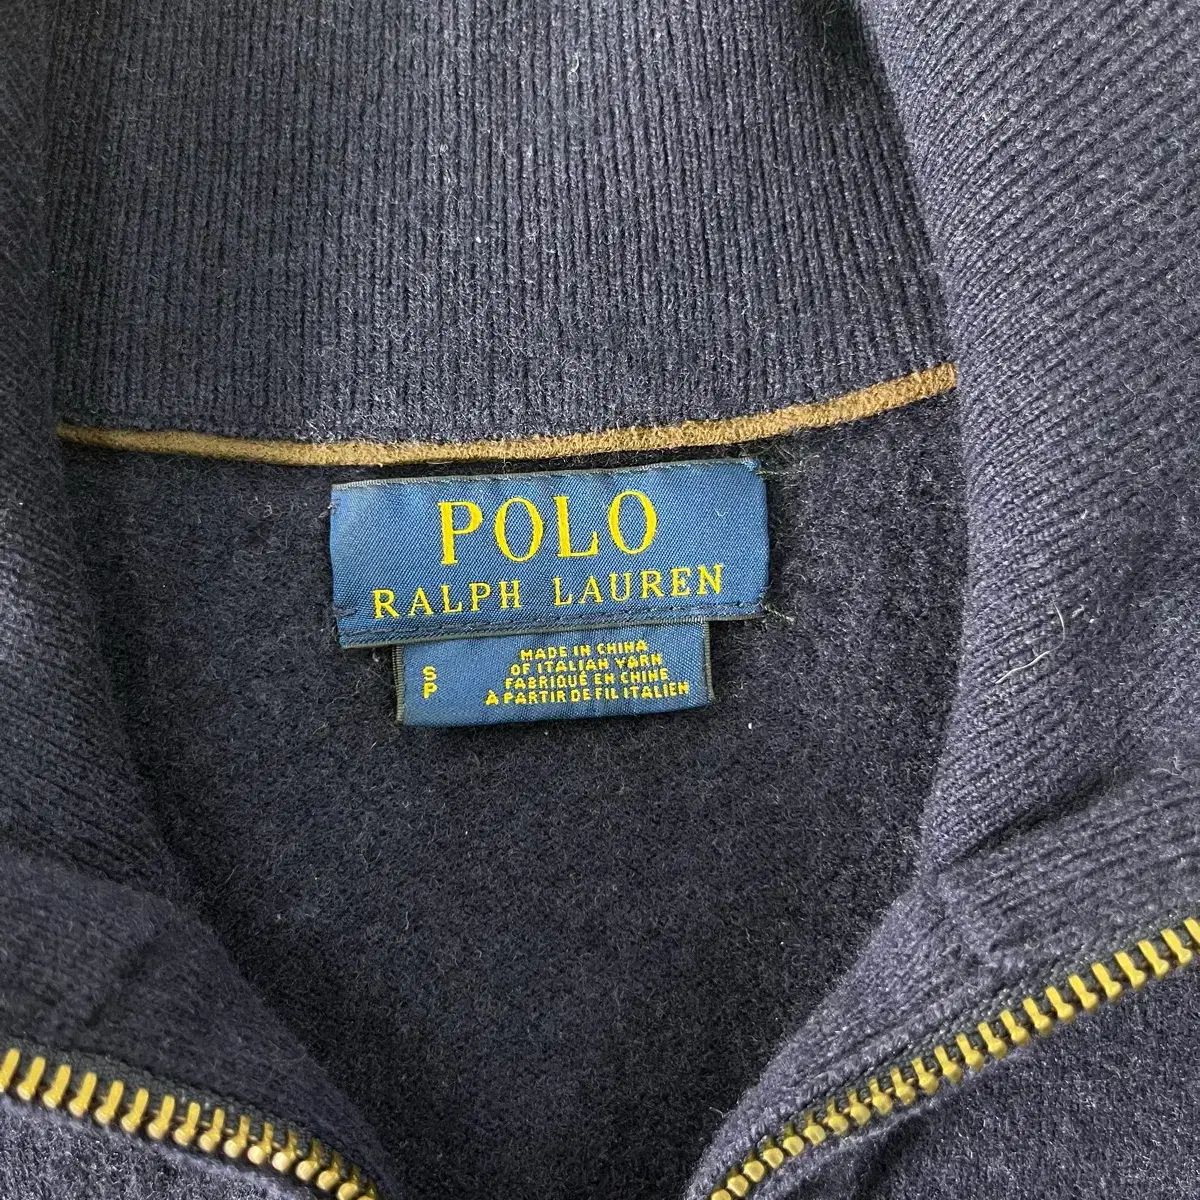 POLO
RALPH LAUREN
S
P
MADE IN CHINA
OF ITALIAN YARN
FABRIQUÉ EN CHINE
À PARTIR DE FIL ITALIEN